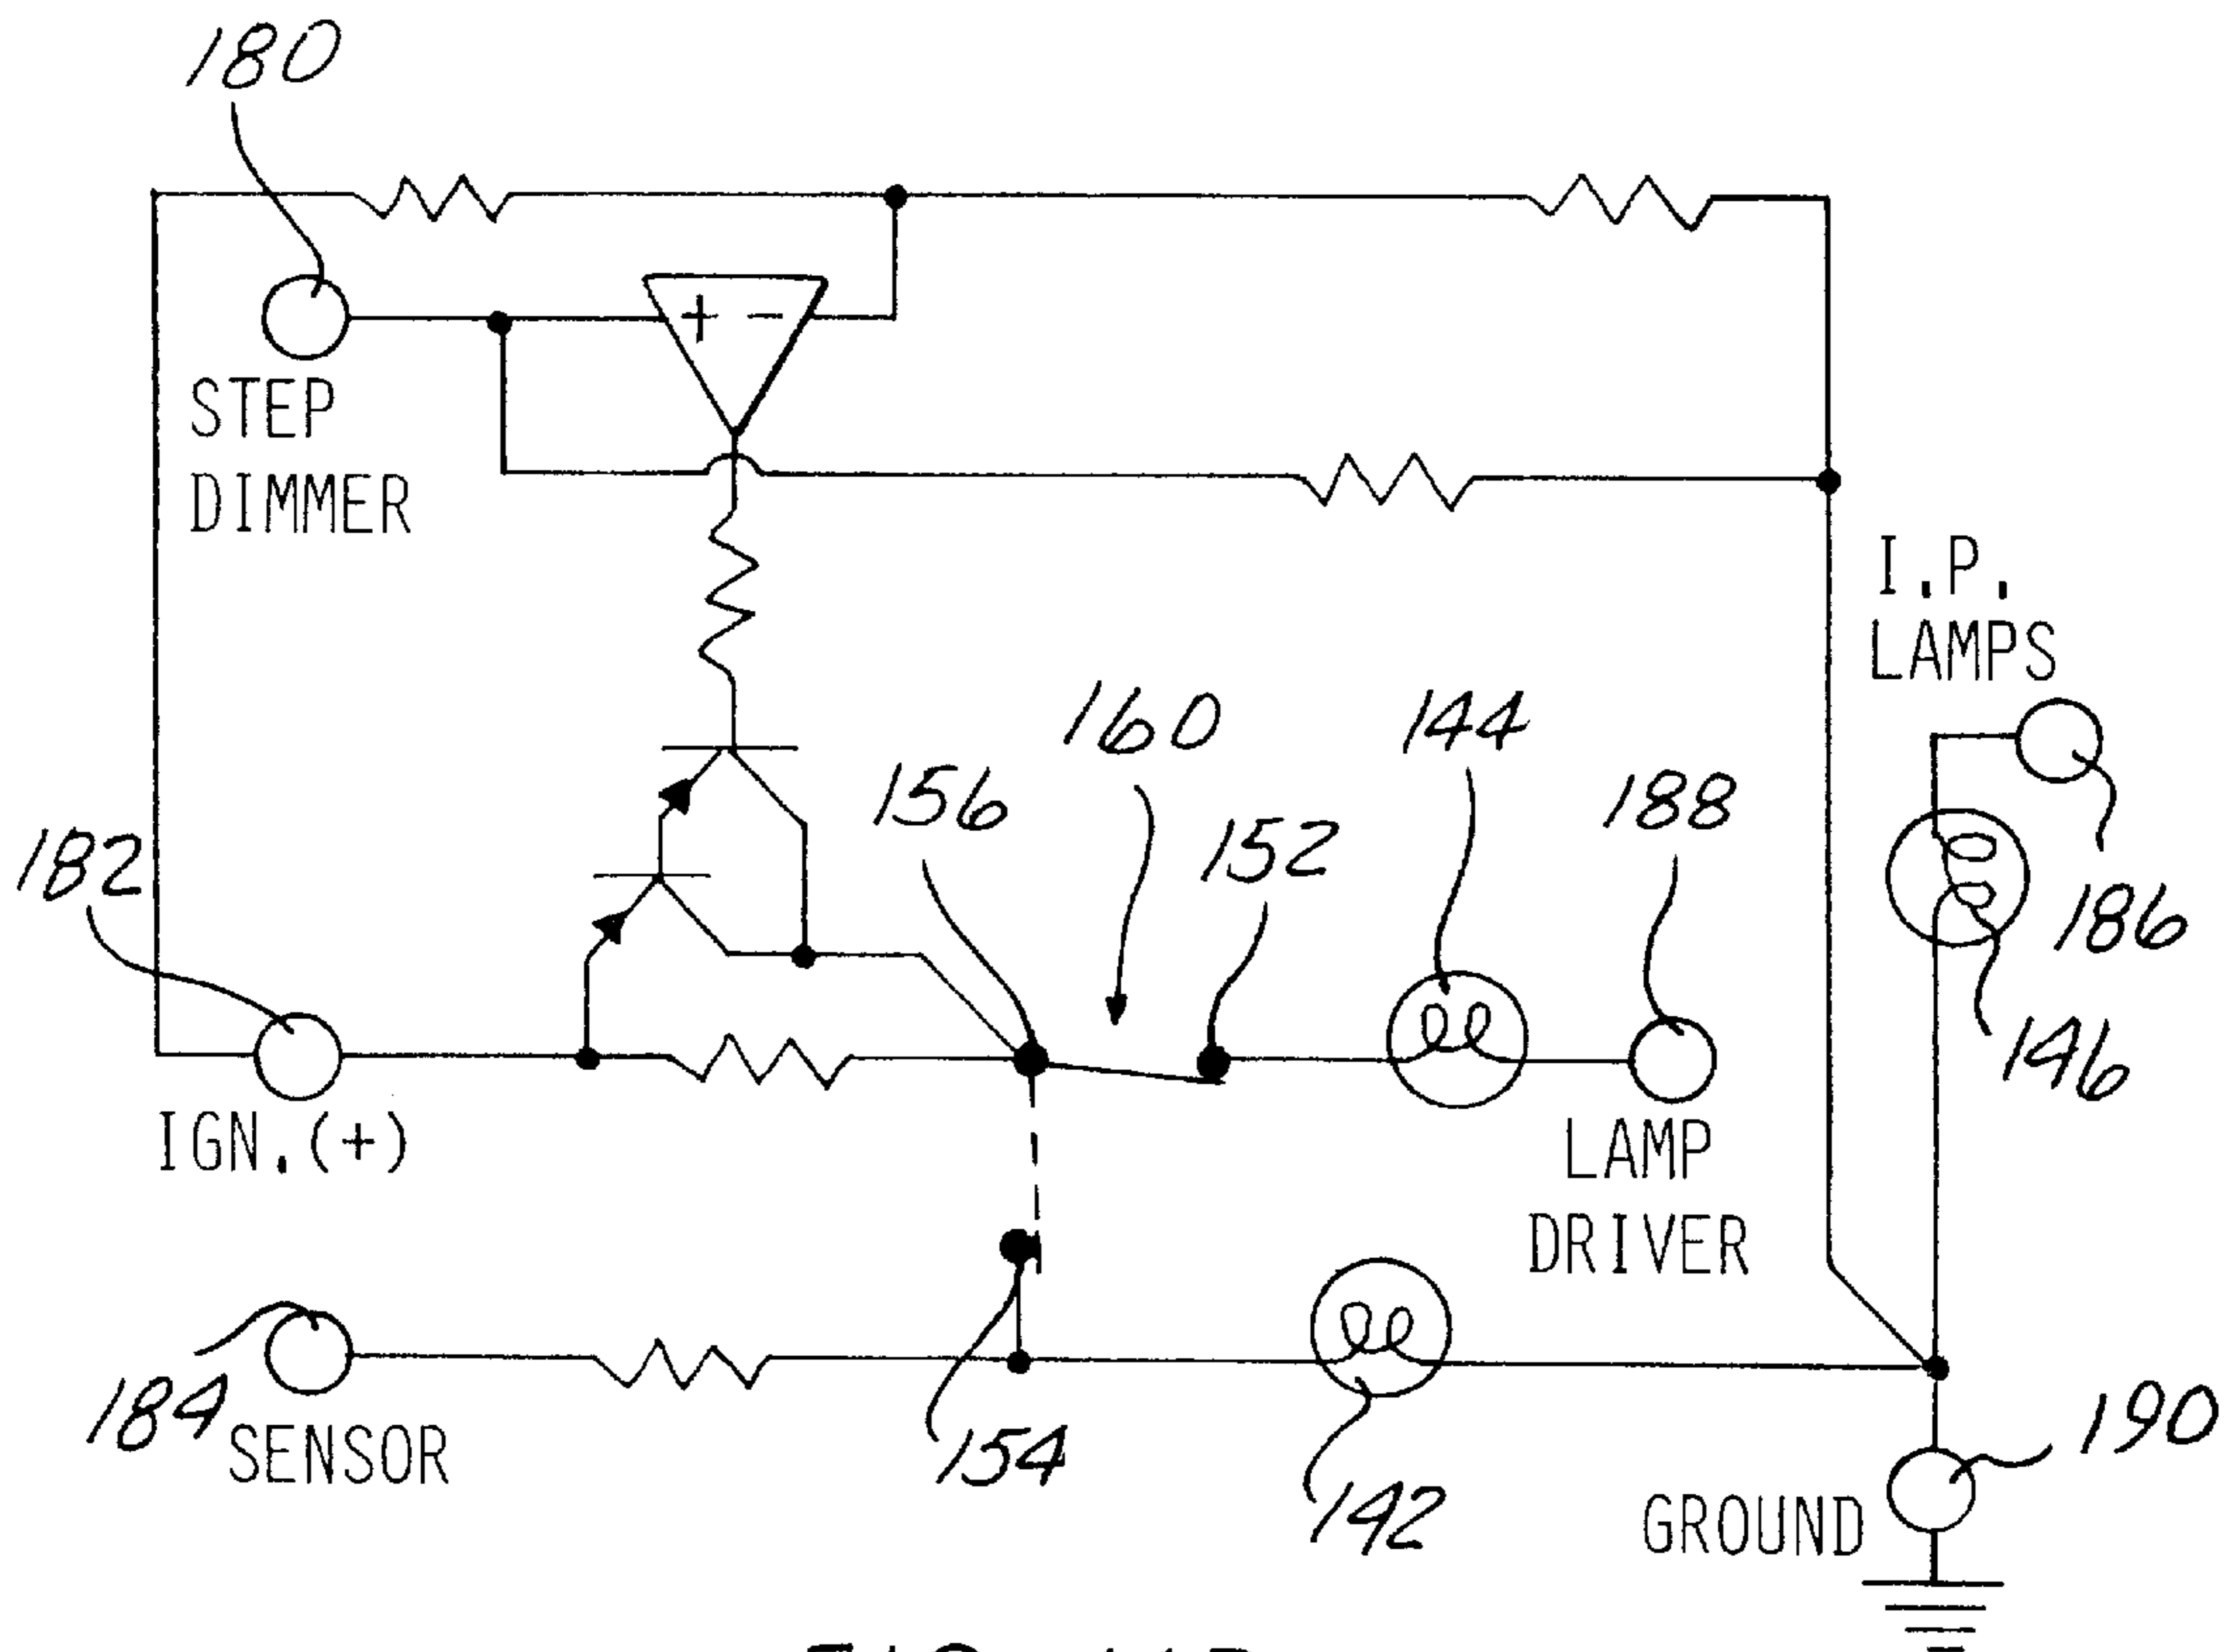 180
+ -
STEP
DIMMER
I.P.
LAMPS
160
144
156
188
152
182
186
146
IGN.(+)
LAMP
DRIVER
184
SENSOR
154
142
190
GROUND